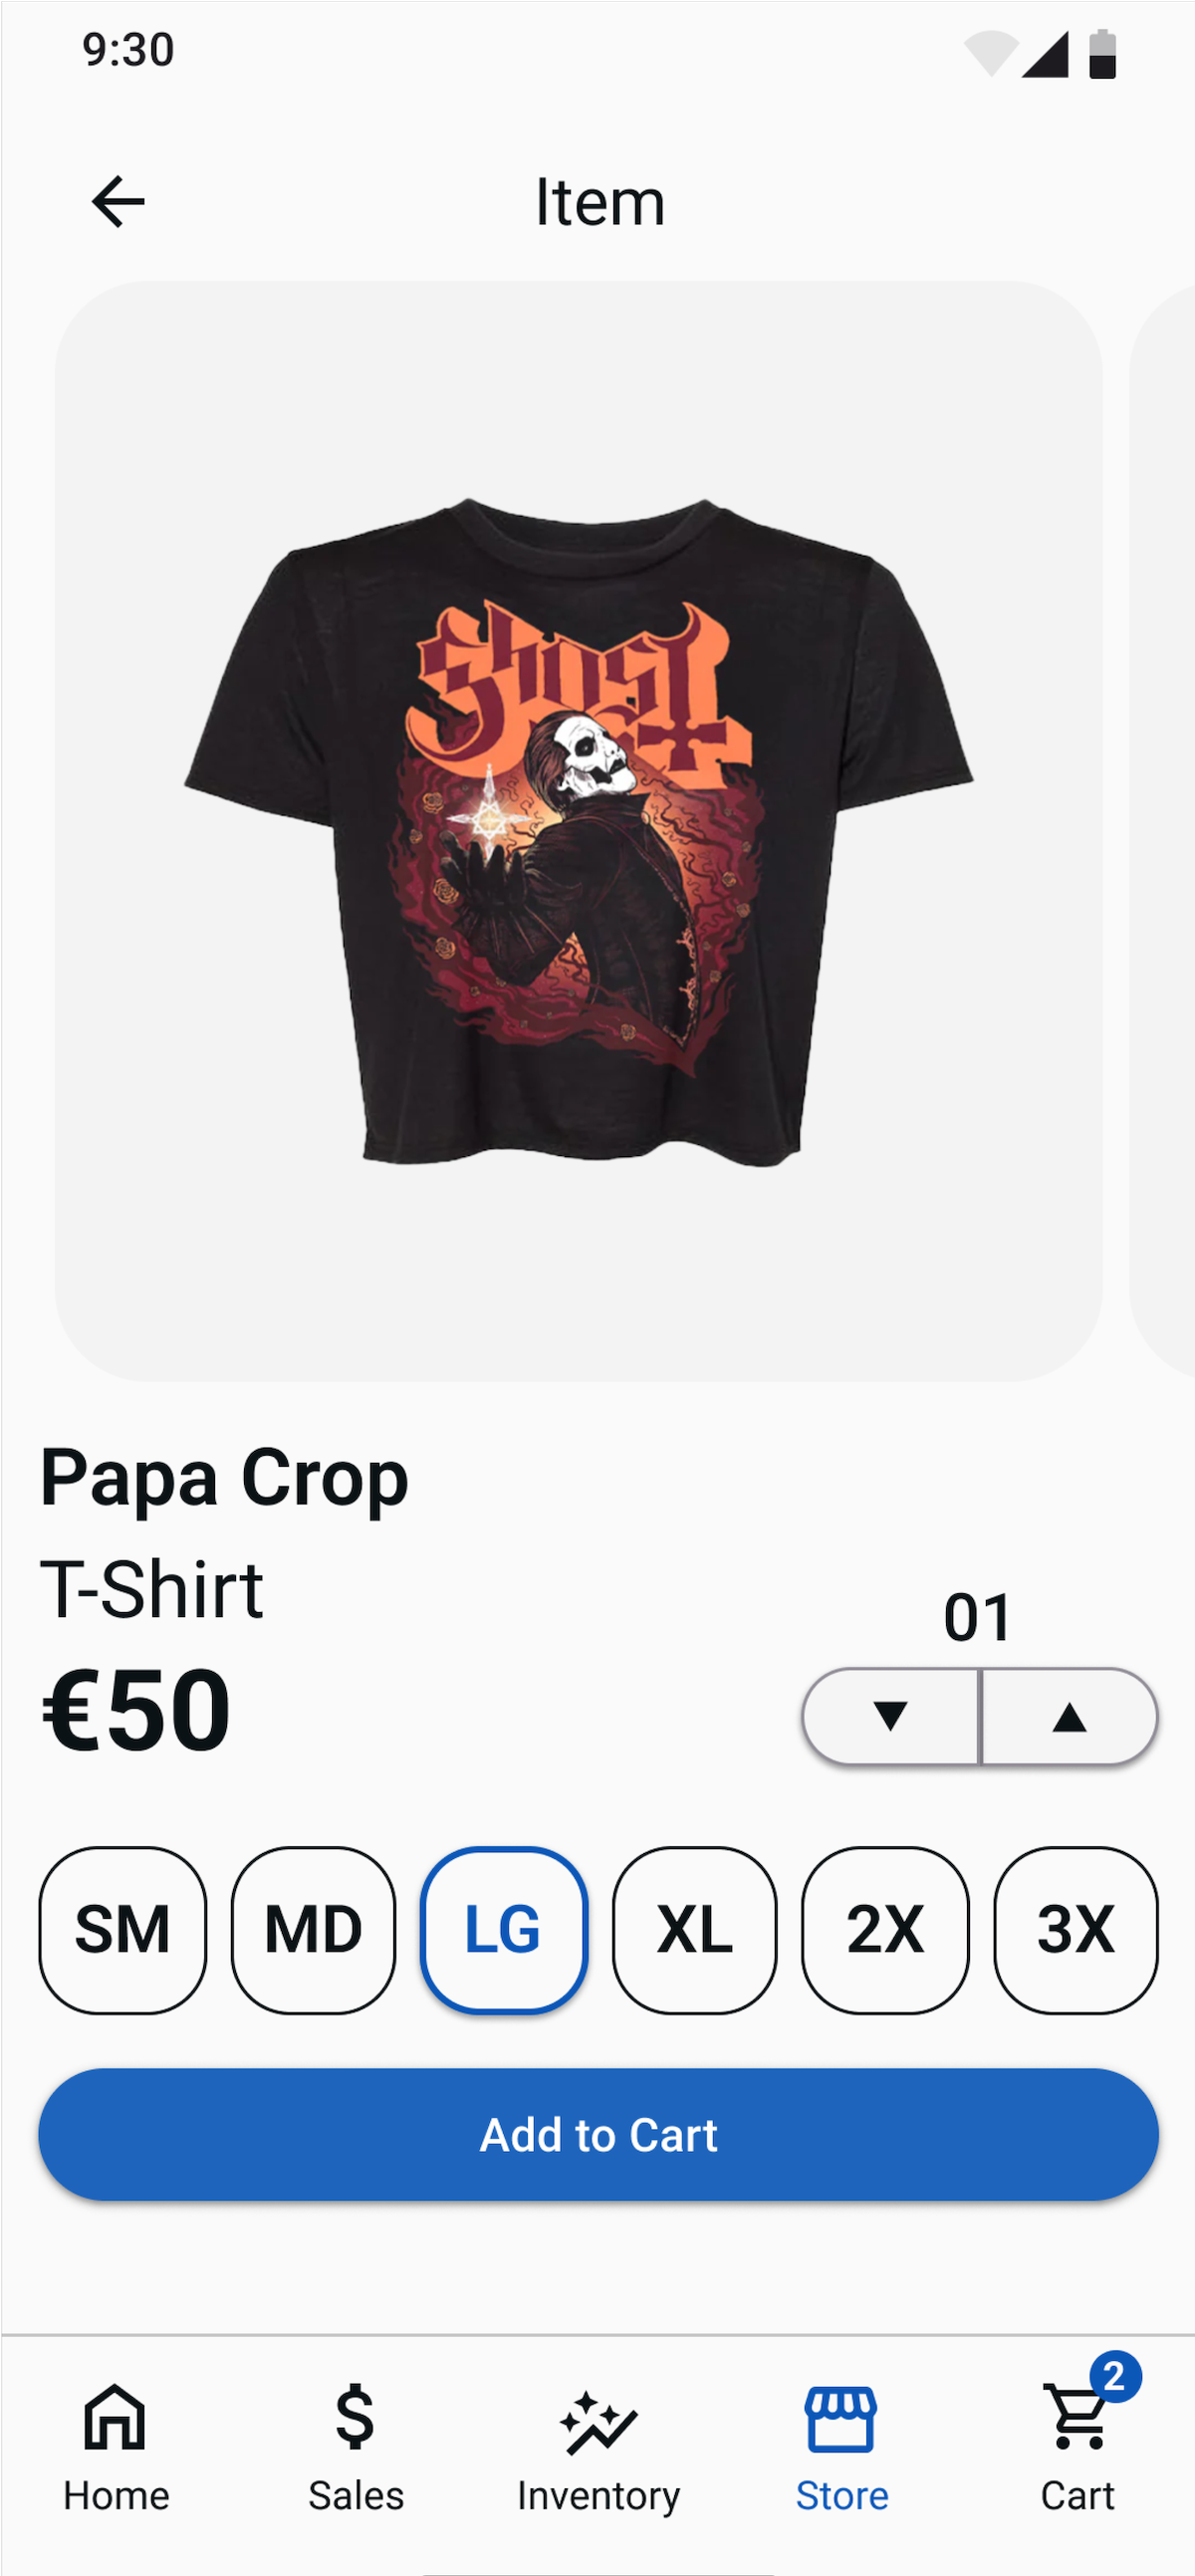 9:30
Item
Ghost
Papa Crop
T-Shirt
01
€50
SM MD LG XL 2X 3X
Add to Cart
2
Home Sales Inventory Store Cart